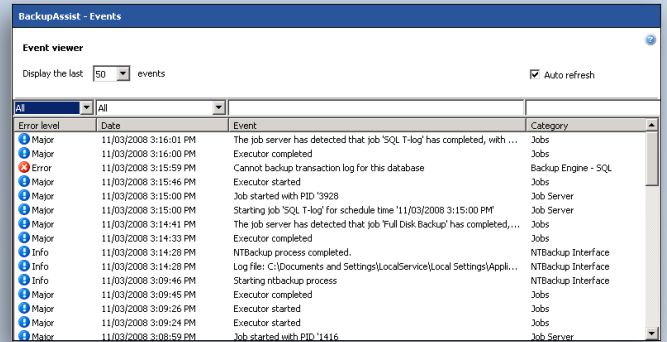 BackupAssist - Events
Event viewer
Display the last 50 events Auto refresh
All All
Error level Date Event Category
Major 11/03/2008 3:16:01 PM The job server has detected that job 'SQL T-log' has completed, with ... Jobs
Major 11/03/2008 3:16:00 PM Executor completed Jobs
Error 11/03/2008 3:15:59 PM Cannot backup transaction log for this database Backup Engine - SQL
Major 11/03/2008 3:15:46 PM Executor started Jobs
Major 11/03/2008 3:15:00 PM Job started with PID '3928 Job Server
Major 11/03/2008 3:15:00 PM Starting job 'SQL T-log' for schedule time '11/03/2008 3:15:00 PM' Job Server
Major 11/03/2008 3:14:41 PM The job server has detected that job 'Full Disk Backup' has completed,... Jobs
Major 11/03/2008 3:14:33 PM Executor completed Jobs
Info 11/03/2008 3:14:28 PM NTBackup process completed. NTBackup Interface
Info 11/03/2008 3:14:28 PM Log file: C:\Documents and Settings\LocalService\Local Settings\Appli... NTBackup Interface
Info 11/03/2008 3:09:46 PM Starting ntbackup process NTBackup Interface
Major 11/03/2008 3:09:45 PM Executor completed Jobs
Major 11/03/2008 3:09:26 PM Executor started Jobs
Major 11/03/2008 3:09:24 PM Executor started Jobs
Major 11/03/2008 3:08:59 PM Job started with PID '1416 Job Server